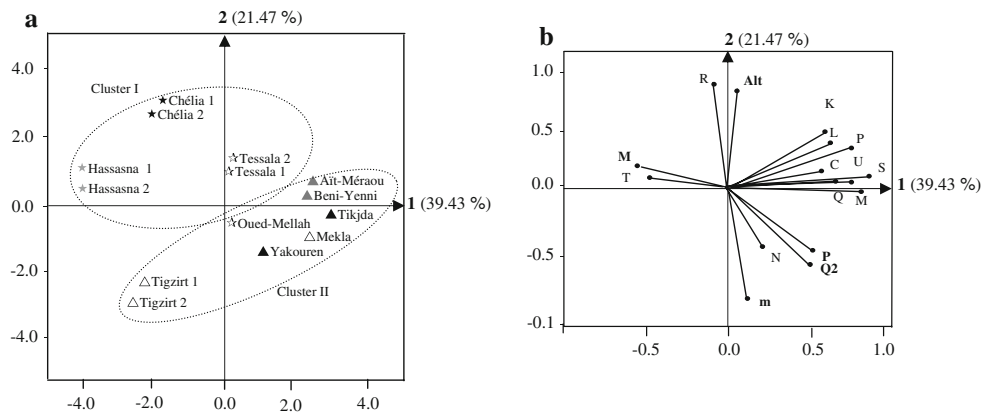 a
2 (21.47 %)
4.0
2.0
0.0
-2.0
-4.0
Cluster I
Chélia 1
Chélia 2
Hassasna 1
Hassasna 2
Tessala 2
Tessala 1
Aït-Méraou
Beni-Yenni
1 (39.43 %)
Tikjda
Oued-Mellah
Mekla
Yakouren
Tigzirt 1
Cluster II
Tigzirt 2
-4.0 -2.0 0.0 2.0 4.0
b
2 (21.47 %)
1.0
0.5
0.0
-0.5
-0.1
R
Alt
K
L
P
M
C
U
S
T
1 (39.43 %)
Q
M
N
P
Q2
m
-0.5 0.0 0.5 1.0